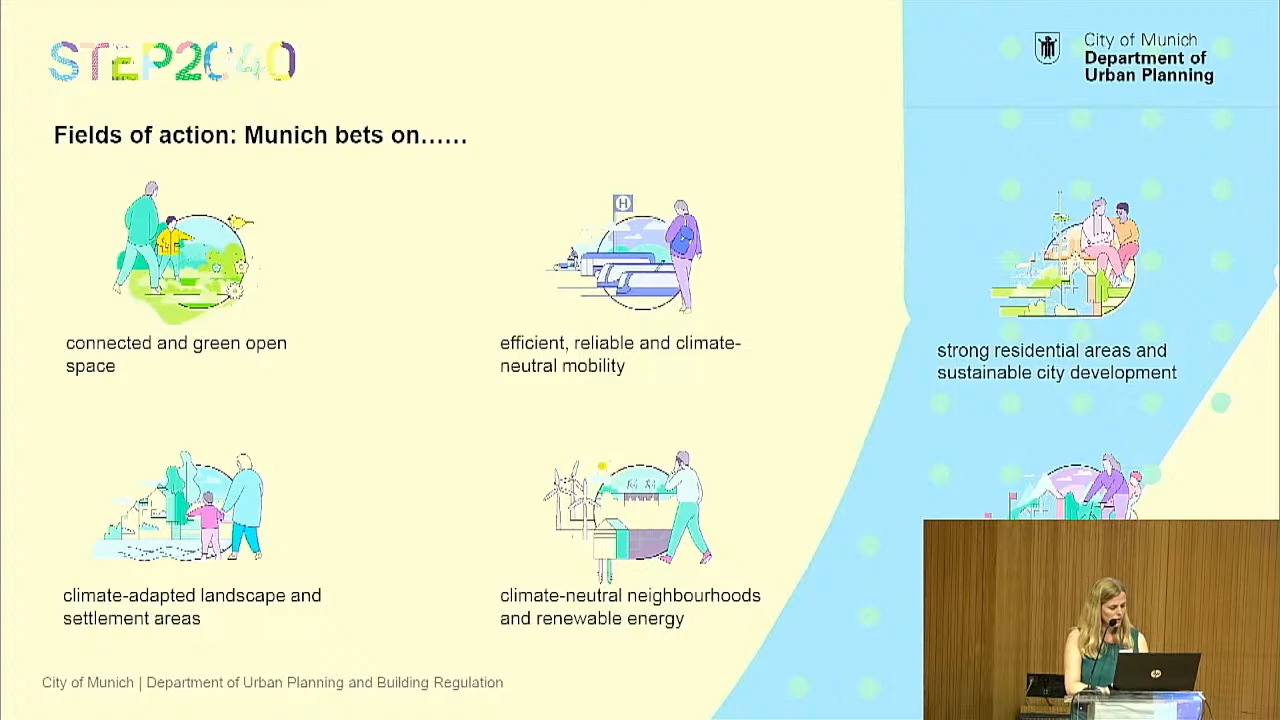 STEP2040
City of Munich
Department of
Urban Planning
Fields of action: Munich bets on......
H
connected and green open
space
efficient, reliable and climate-
neutral mobility
strong residential areas and
sustainable city development
climate-adapted landscape and
settlement areas
climate-neutral neighbourhoods
and renewable energy
City of Munich | Department of Urban Planning and Building Regulation
hp